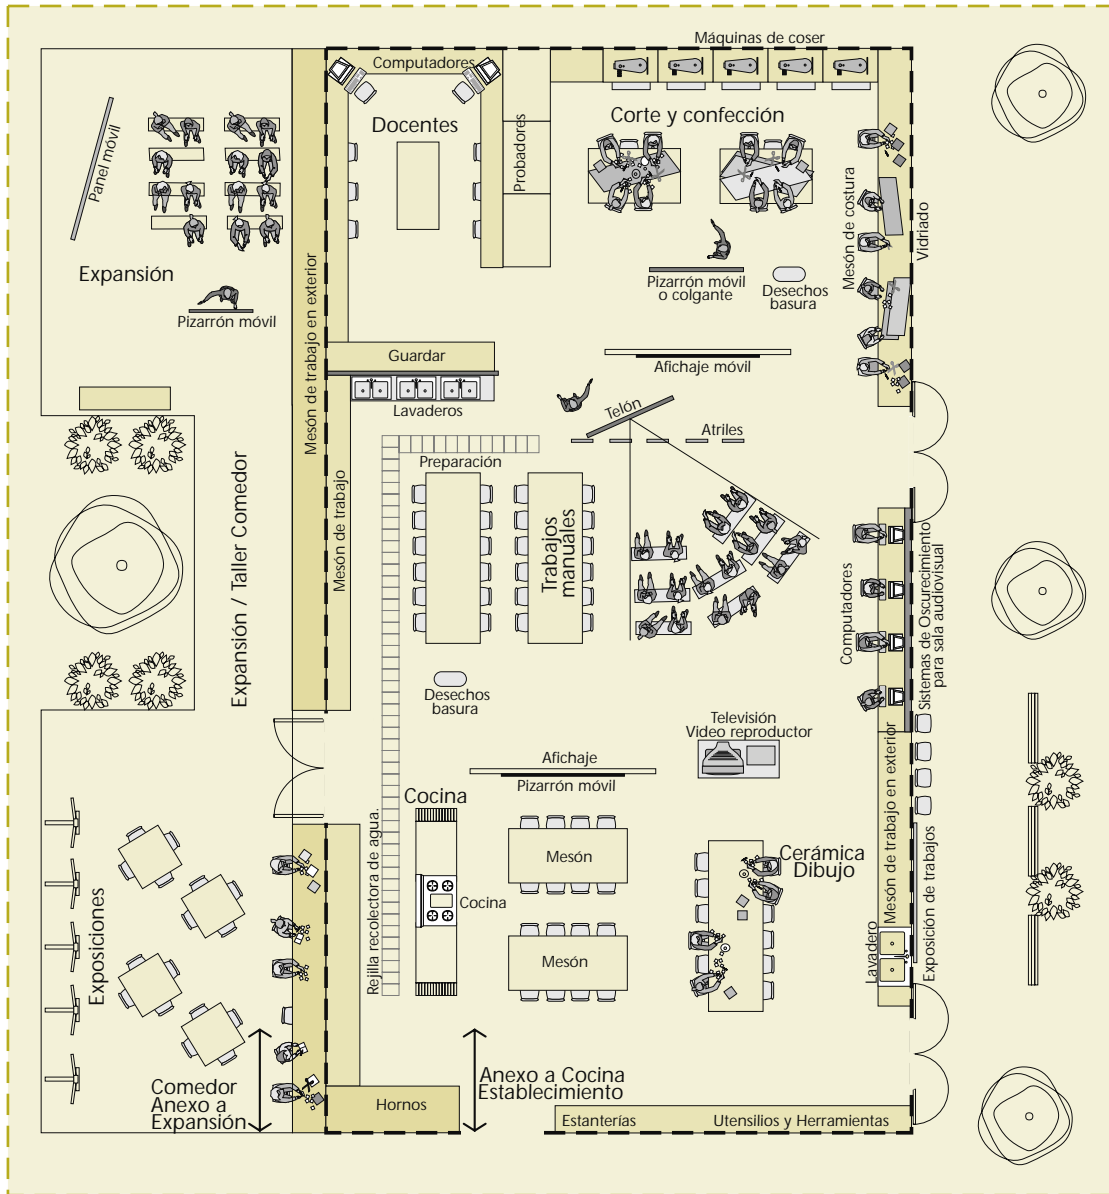 Máquinas de coser
Computadores
Docentes
Probadores
Corte y confección
Panel móvil
Expansión
Pizarrón móvil
Mesón de trabajo en exterior
Mesón de costura
Vidriado
Pizarrón móvil
o colgante
Desechos
basura
Guardar
Lavaderos
Afichaje móvil
Telón
Atriles
Preparación
Mesón de trabajo
Trabajos
manuales
Expansión / Taller Comedor
Computadores
Sistemas de Oscurecimiento
para sala audiovisual
Desechos
basura
Televisión
Video reproductor
Afichaje
Pizarrón móvil
Cocina
Rejilla recolectora de agua.
Mesón
Cocina
Mesón
Cerámica
Dibujo
Mesón de trabajo en exterior
Exposición de trabajos
Lavadero
Exposiciones
Comedor
Anexo a
Expansión
Anexo a Cocina
Establecimiento
Hornos
Estanterías
Utensilios y Herramientas